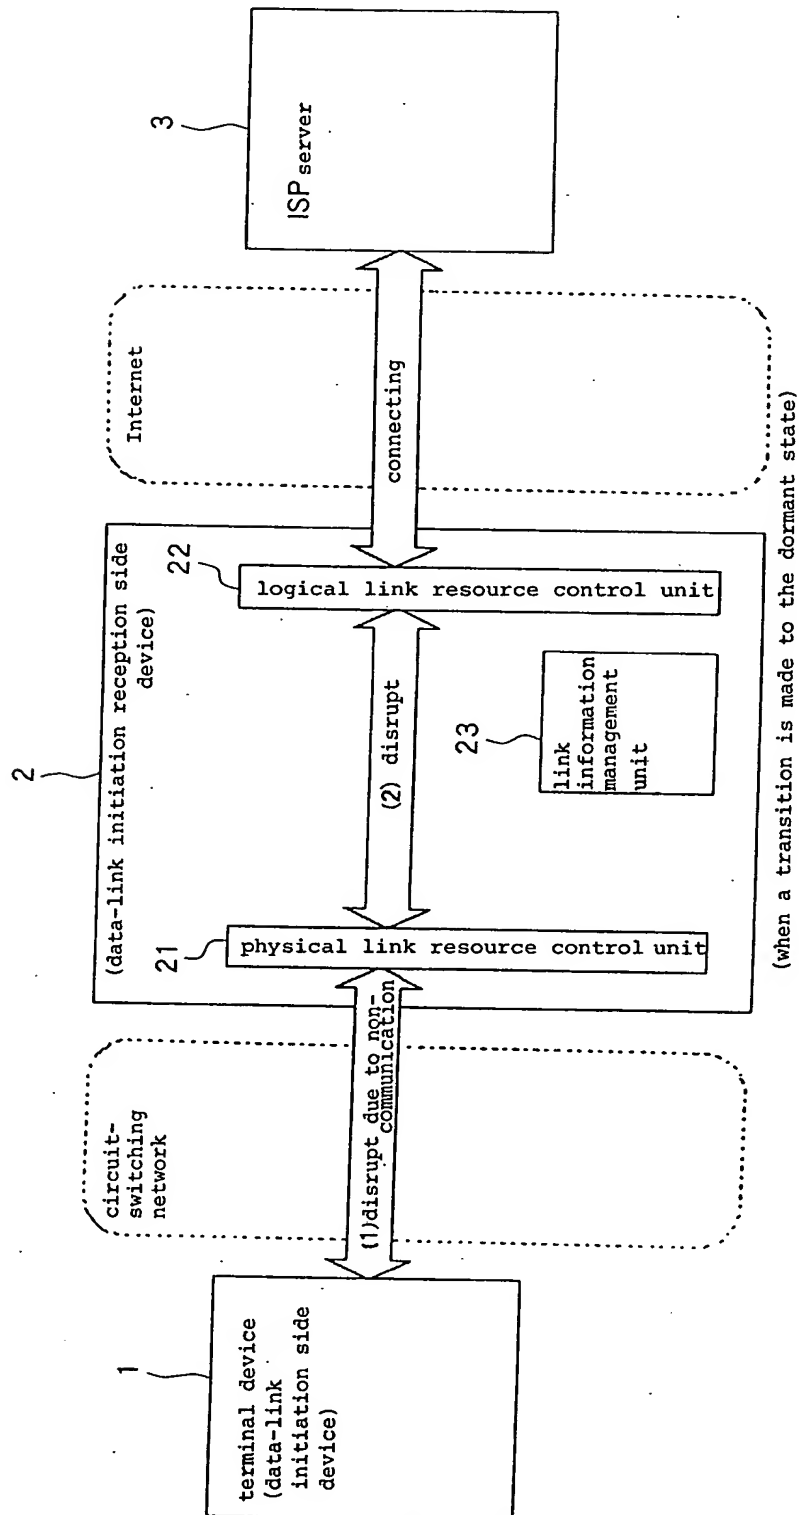 1
terminal device
(data-link
initiation side
device)
circuit-
switching
network
(1)disrupt due to non-
communication
2
(data-link initiation reception side
device)
21
physical link resource control unit
(2) disrupt
22
logical link resource control unit
23
link
information
management
unit
Internet
connecting
3
ISP server
(when a transition is made to the dormant state)